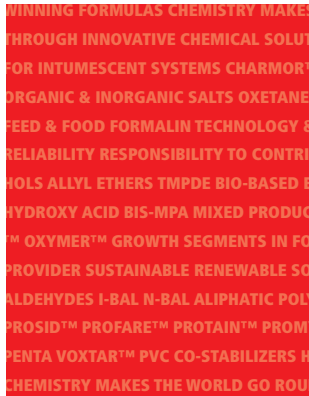 WINNING FORMULAS CHEMISTRY MAKES
THROUGH INNOVATIVE CHEMICAL SOLUT
FOR INTUMESCENT SYSTEMS CHARMOR™
ORGANIC & INORGANIC SALTS OXETANE
FEED & FOOD FORMALIN TECHNOLOGY &
RELIABILITY RESPONSIBILITY TO CONTRI
HOLS ALLYL ETHERS TMPDE BIO-BASED
HYDROXY ACID BIS-MPA MIXED PRODUC
™ OXYMER™ GROWTH SEGMENTS IN FO
PROVIDER SUSTAINABLE RENEWABLE SO
ALDEHYDES I-BAL N-BAL ALIPHATIC POLY
PROSID™ PROFARE™ PROTAIN™ PROM
PENTA VOXTAR™ PVC CO-STABILIZERS H
CHEMISTRY MAKES THE WORLD GO ROU